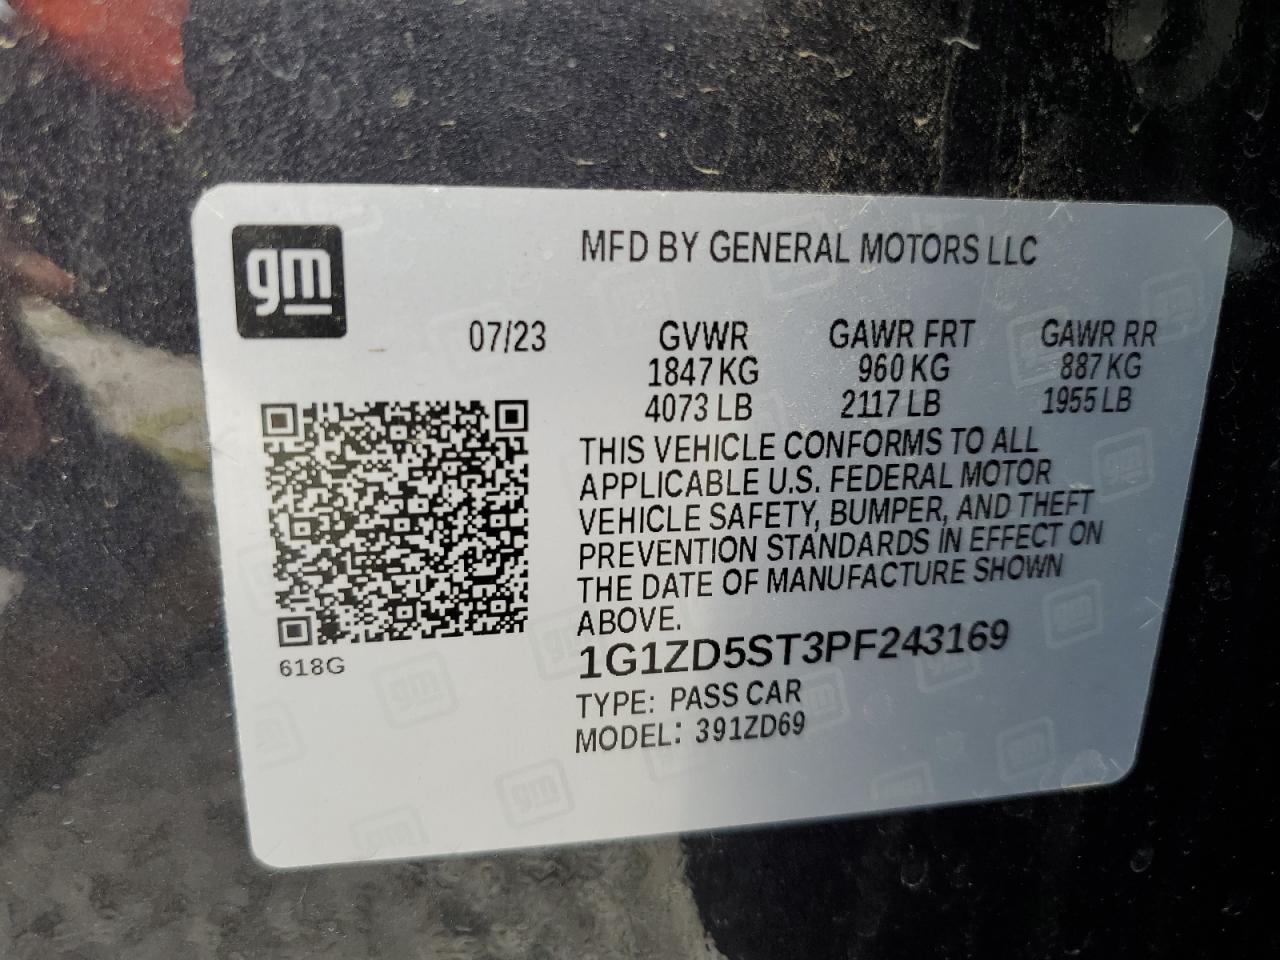 gm
MFD BY GENERAL MOTORS LLC
07/23 GVWR GAWR FRT GAWR RR
1847 KG 960 KG 887 KG
4073 LB 2117 LB 1955 LB
THIS VEHICLE CONFORMS TO ALL
APPLICABLE U.S. FEDERAL MOTOR
VEHICLE SAFETY, BUMPER, AND THEFT
PREVENTION STANDARDS IN EFFECT ON
THE DATE OF MANUFACTURE SHOWN
ABOVE.
618G
1G1ZD5ST3PF243169
TYPE: PASS CAR
MODEL: 391ZD69